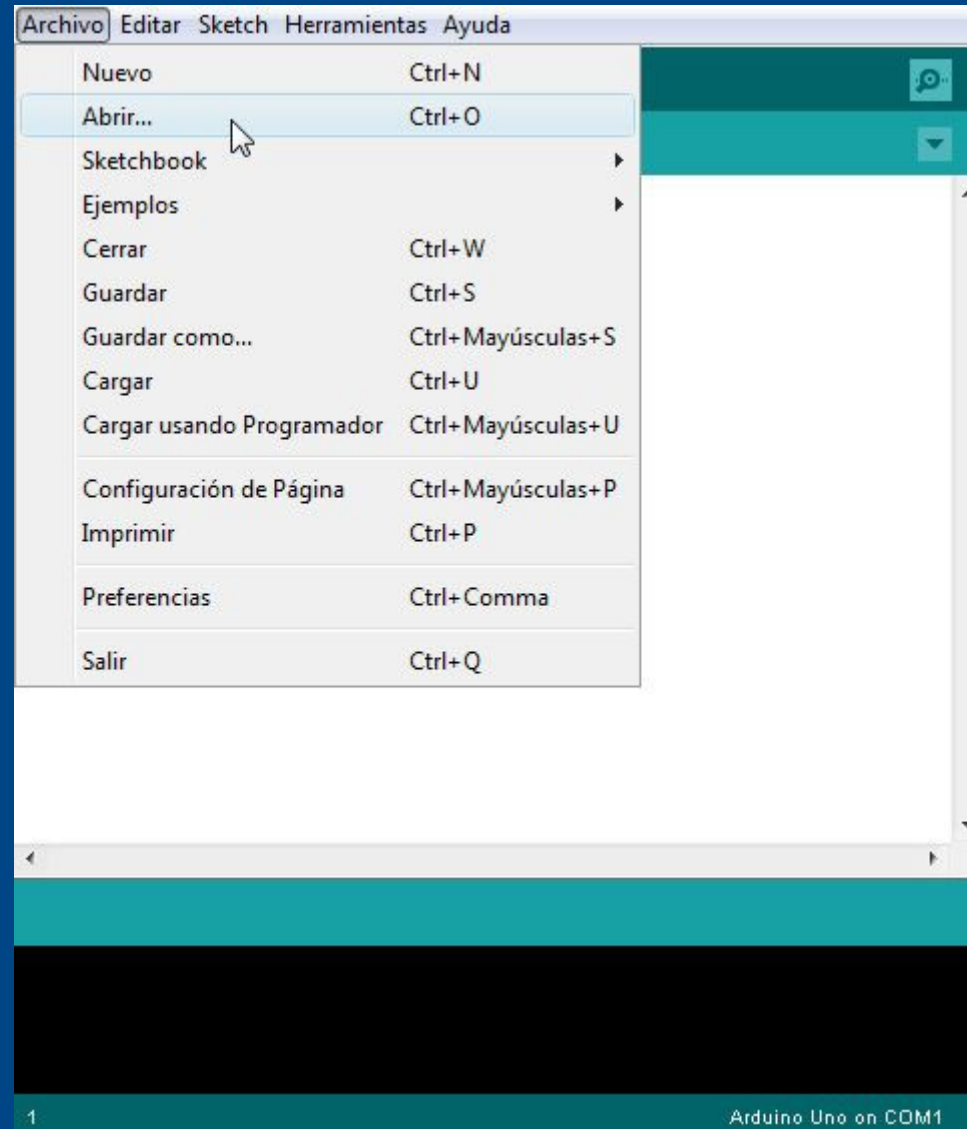 Archivo Editar Sketch Herramientas Ayuda
Nuevo Ctrl+N
Abrir... Ctrl+O
Sketchbook
Ejemplos
Cerrar Ctrl+W
Guardar Ctrl+S
Guardar como... Ctrl+Mayúsculas+S
Cargar Ctrl+U
Cargar usando Programador Ctrl+Mayúsculas+U
Configuración de Página Ctrl+Mayúsculas+P
Imprimir Ctrl+P
Preferencias Ctrl+Comma
Salir Ctrl+Q
1 Arduino Uno on COM1